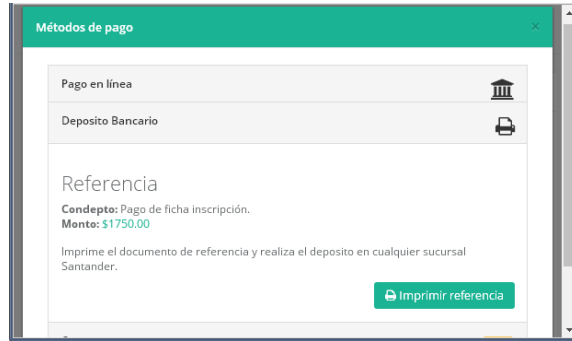 Métodos de pago ×
Pago en línea
Deposito Bancario
Referencia
Condepto: Pago de ficha inscripción.
Monto: $1750.00
Imprime el documento de referencia y realiza el deposito en cualquier sucursal
Santander.
Imprimir referencia